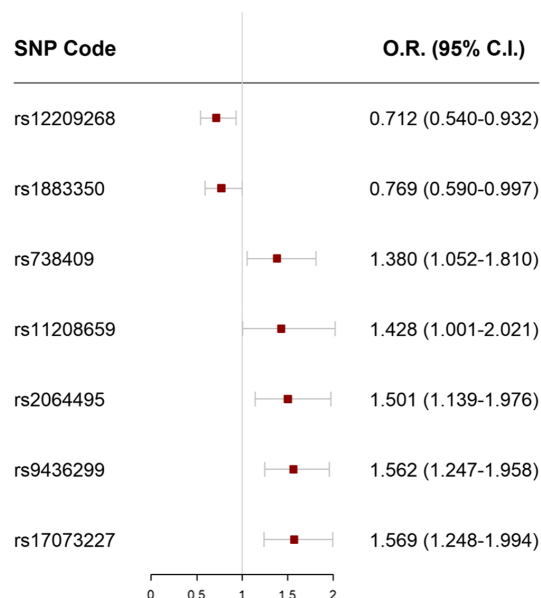 SNP Code O.R. (95% C.I.)
rs12209268 0.712 (0.540-0.932)
rs1883350 0.769 (0.590-0.997)
rs738409 1.380 (1.052-1.810)
rs11208659 1.428 (1.001-2.021)
rs2064495 1.501 (1.139-1.976)
rs9436299 1.562 (1.247-1.958)
rs17073227 1.569 (1.248-1.994)
0 0.5 1 1.5 2